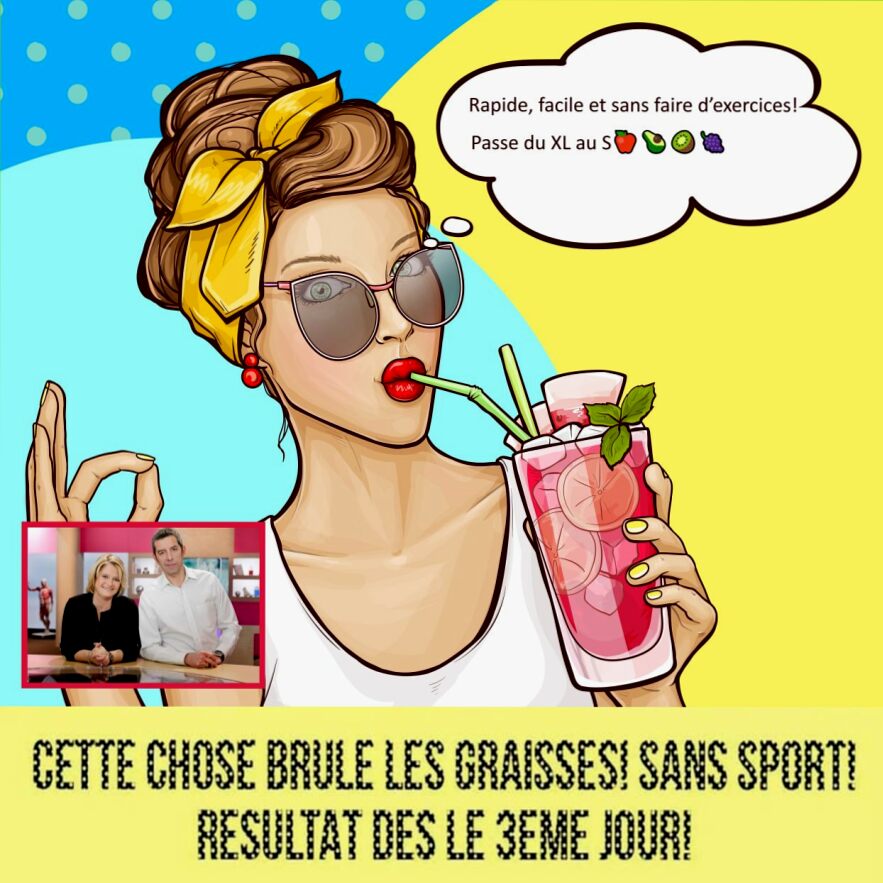 Rapide, facile et sans faire d’exercices!
Passe du XL au S🍎 🥑 🥝 🍇
CETTE CHOSE BRULE LES GRAISSES! SANS SPORT!
RESULTAT DES LE 3EME JOUR!